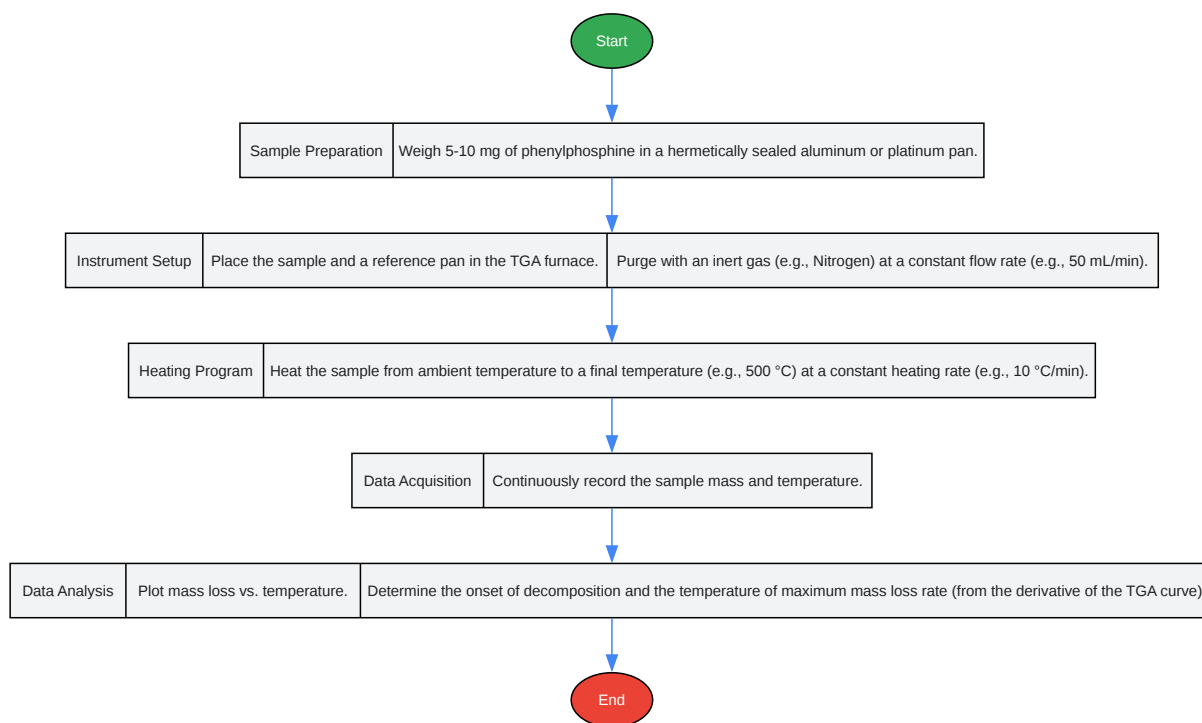 Start
Sample Preparation
Weigh 5-10 mg of phenylphosphine in a hermetically sealed aluminum or platinum pan.
Instrument Setup
Place the sample and a reference pan in the TGA furnace.
Purge with an inert gas (e.g., Nitrogen) at a constant flow rate (e.g., 50 mL/min).
Heating Program
Heat the sample from ambient temperature to a final temperature (e.g., 500 °C) at a constant heating rate (e.g., 10 °C/min).
Data Acquisition
Continuously record the sample mass and temperature.
Data Analysis
Plot mass loss vs. temperature.
Determine the onset of decomposition and the temperature of maximum mass loss rate (from the derivative of the TGA curve)
End